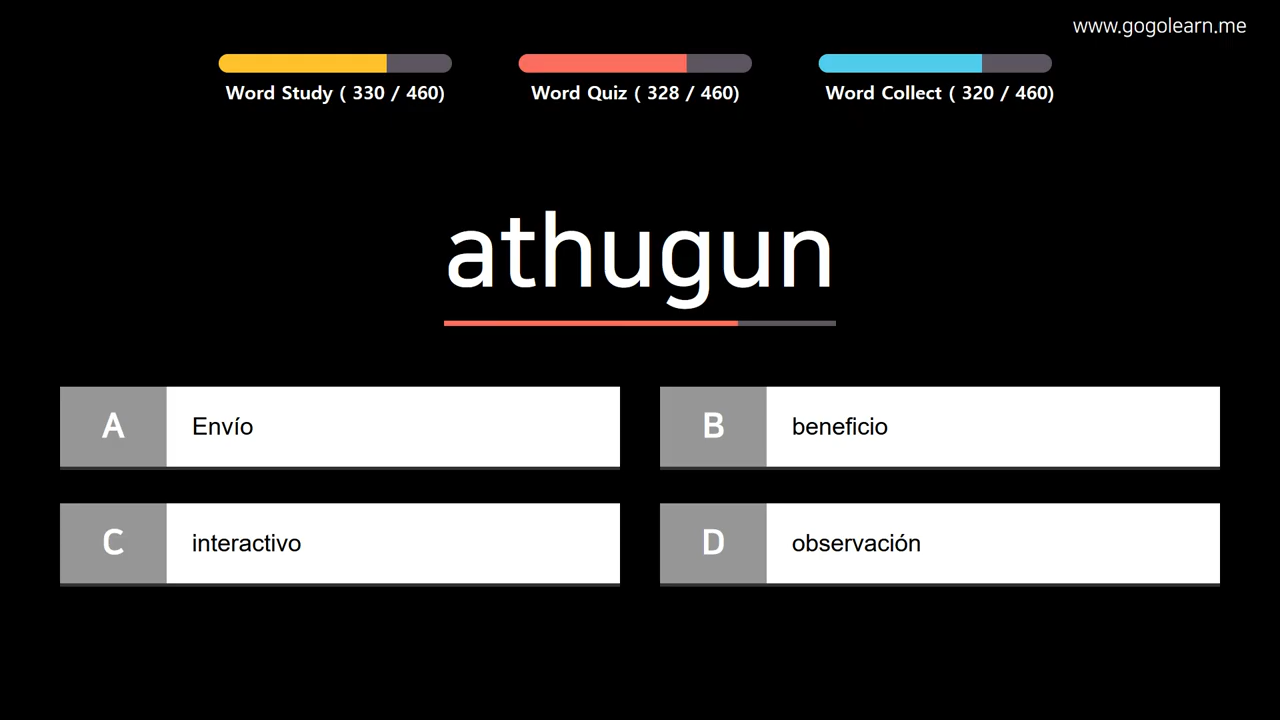 www.gogolearn.me
Word Study ( 330 / 460)
Word Quiz ( 328 / 460)
Word Collect ( 320 / 460)
athugun
A
Envío
B
beneficio
C
interactivo
D
observación